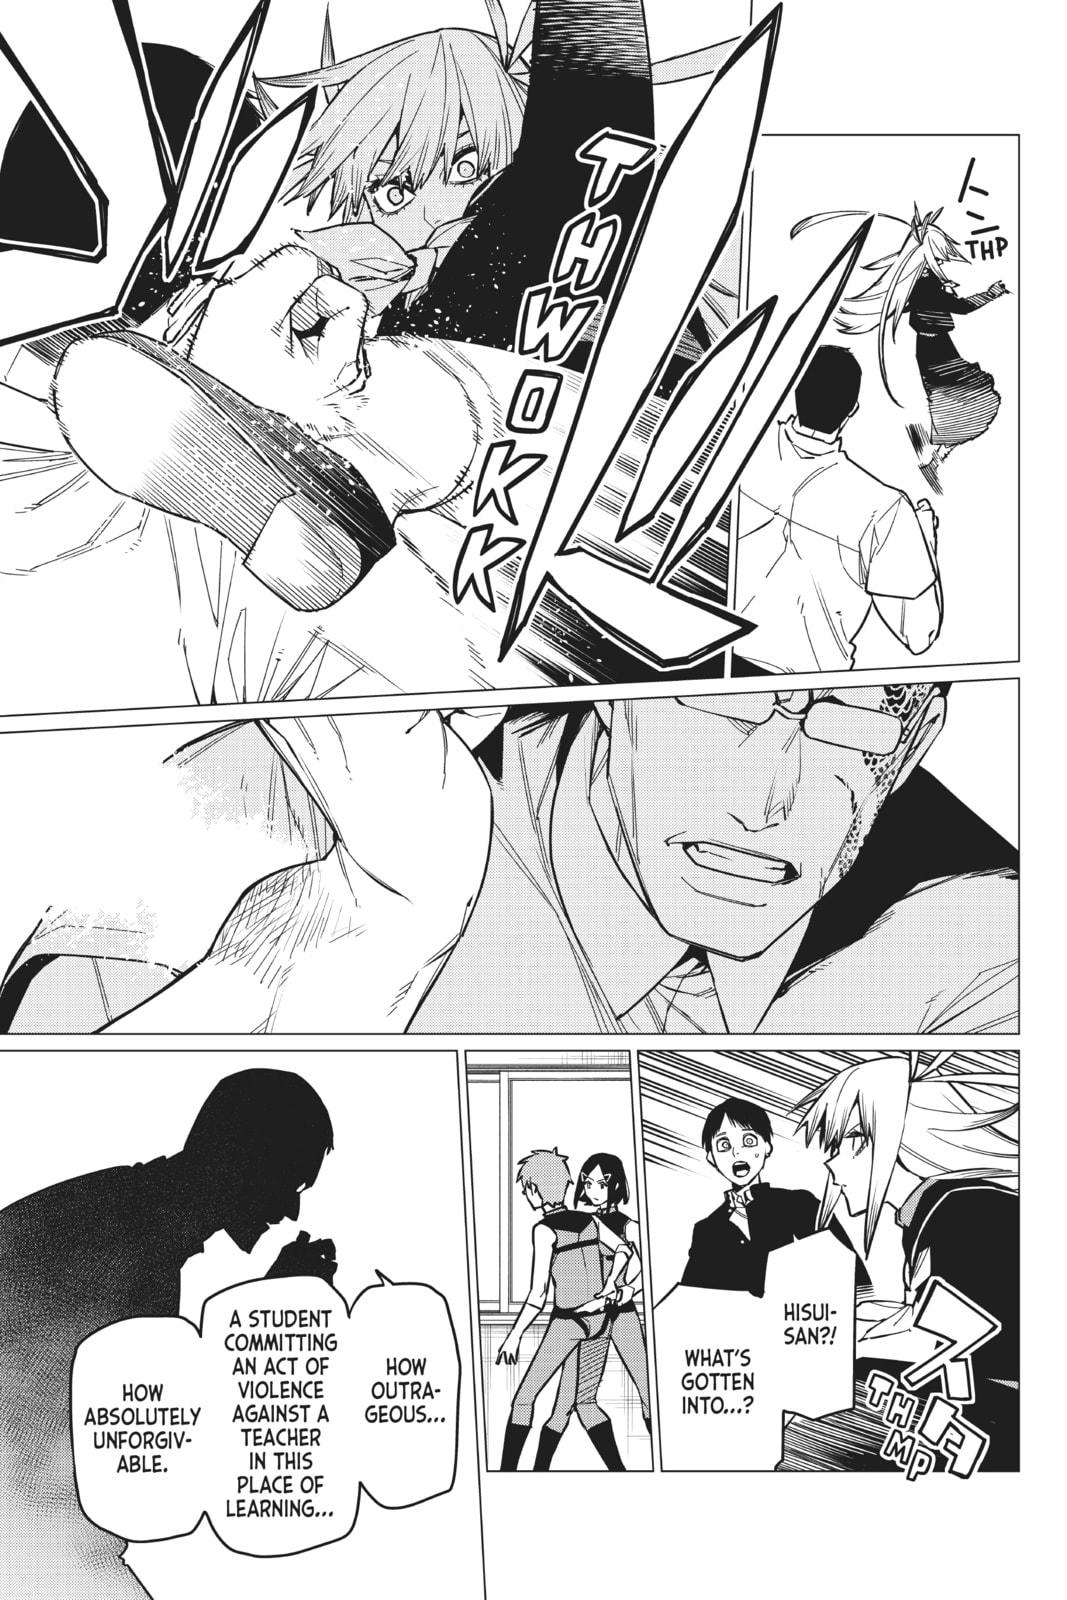 トン
THP
THWOKK
HISUI-
SAN?!
WHAT'S
GOTTEN
INTO...?
スタッ
THMP
HOW
OUTRA-
GEOUS...
A STUDENT
COMMITTING
AN ACT OF
VIOLENCE
AGAINST A
TEACHER
IN THIS
PLACE OF
LEARNING...
HOW
ABSOLUTELY
UNFORGIV-
ABLE.